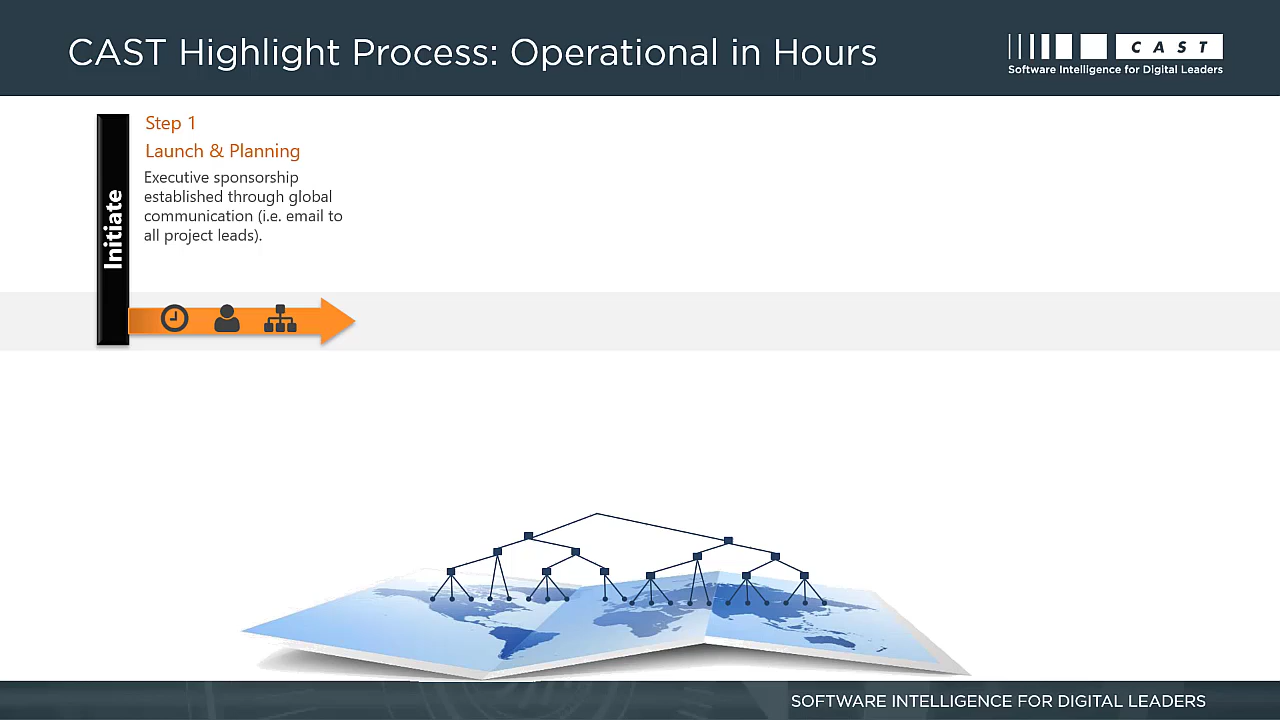 CAST Highlight Process: Operational in Hours
CAST
Software Intelligence for Digital Leaders
Initiate
Step 1
Launch & Planning
Executive sponsorship
established through global
communication (i.e. email to
all project leads).
SOFTWARE INTELLIGENCE FOR DIGITAL LEADERS